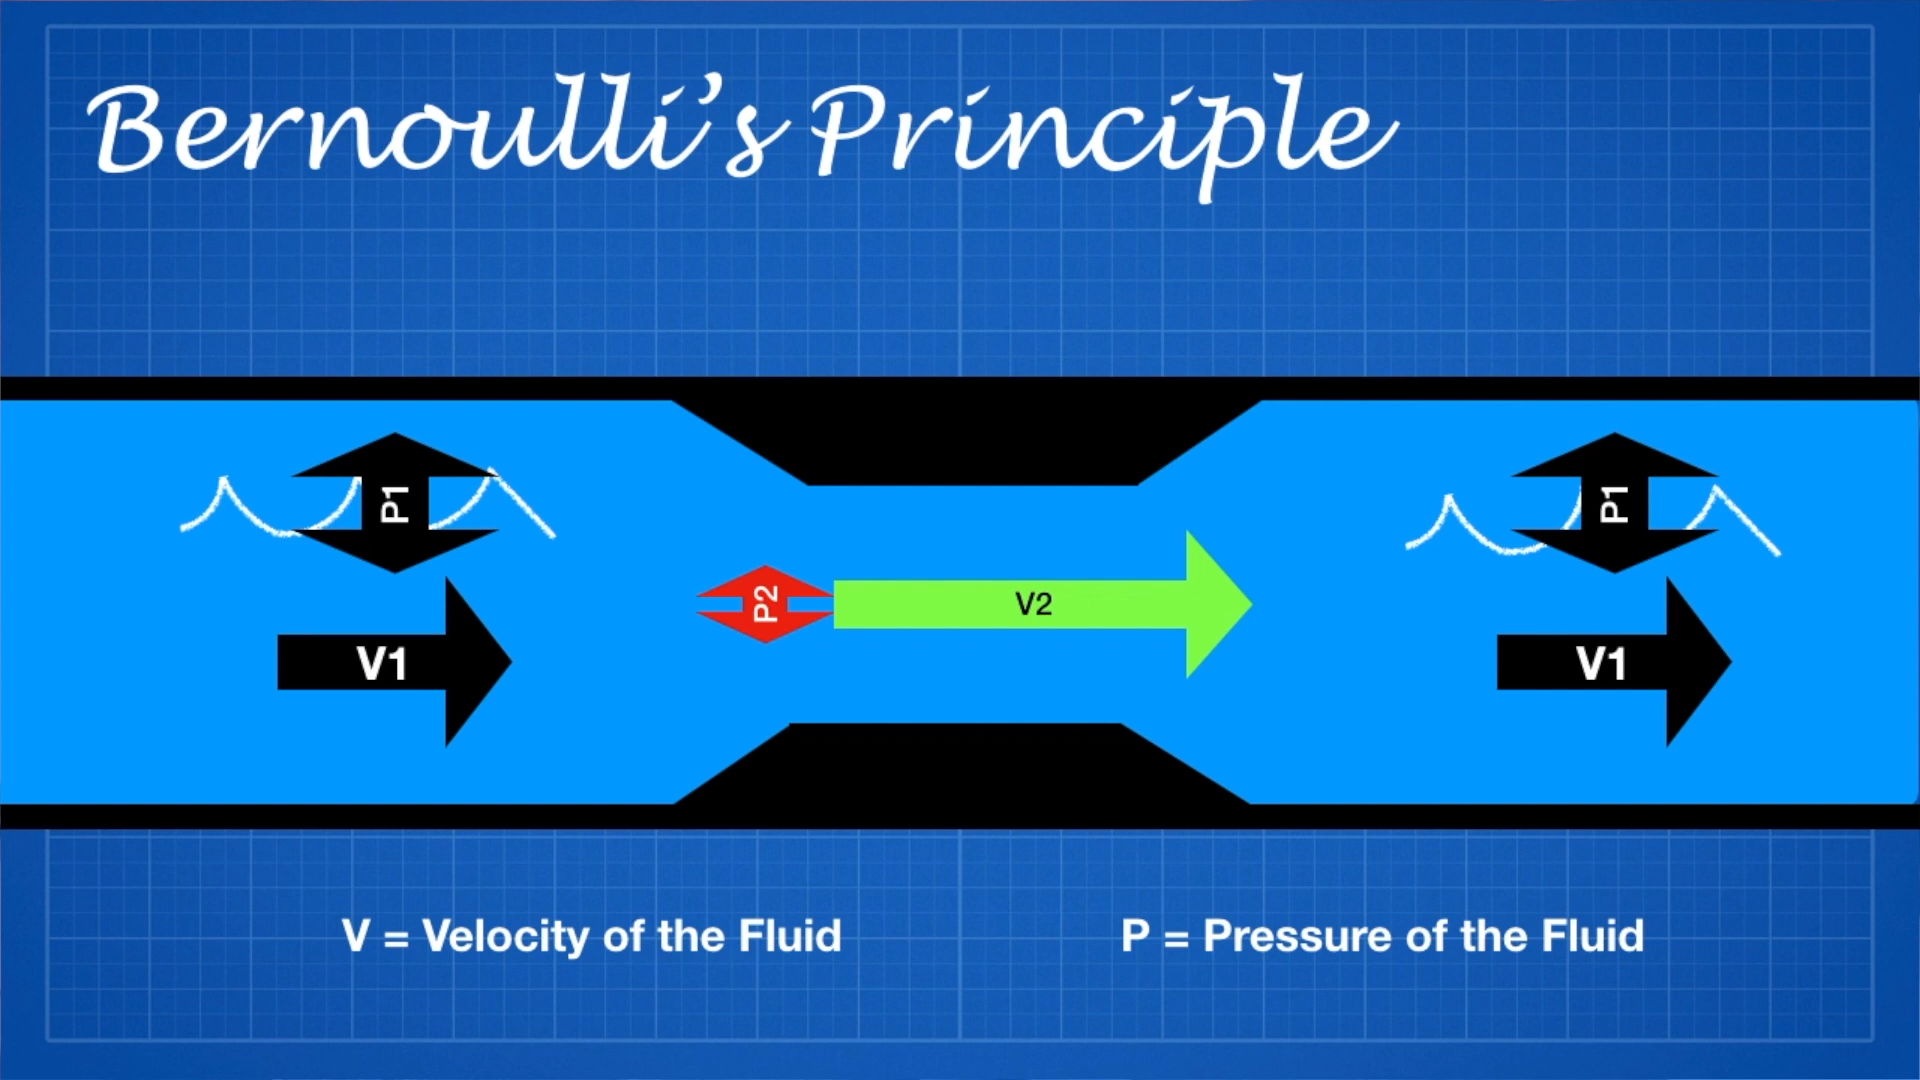 Bernoulli's Principle
P1
P1
P2
V2
V1
V1
V = Velocity of the Fluid
P = Pressure of the Fluid